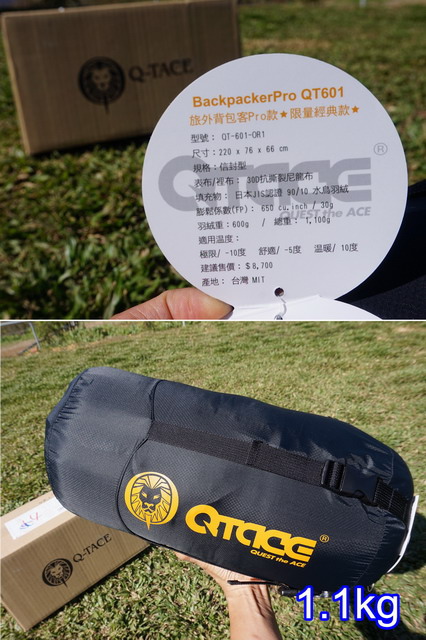 Q-TACE
BackpackerPro QT601
旅外背包客Pro款★限量經典款★
型號： QT-601-OR1
尺寸：220 x 76 x 66 cm
規格：信封型
QTACE®
表布/裡布： 30D抗撕裂尼龍布
填充物： 日本JIS認證 90/10 水鳥羽絨
膨鬆係數(FP)： 650 cu.inch / 30g
QUEST the ACE
羽絨重：600g / 總重： 1,100g
適用溫度：
極限/ -10度 舒適/ -5度 溫暖/ 10度
建議售價：$8,700
產地： 台灣 MIT
QTACE®
QUEST the ACE
Q-TACE
1.1kg